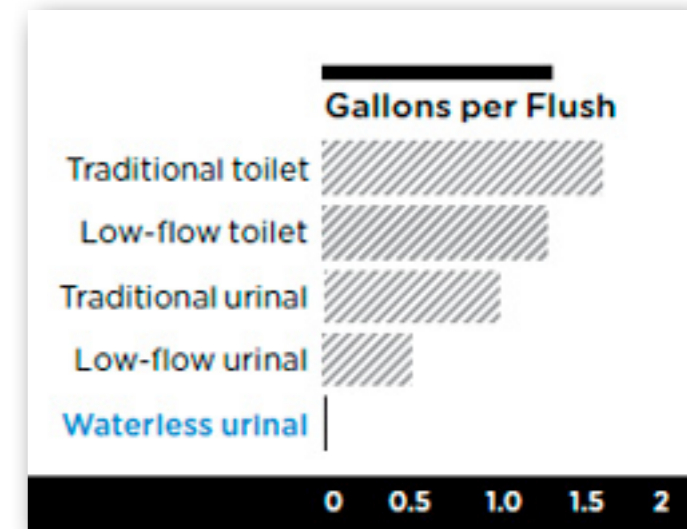 Gallons per Flush
Traditional toilet
Low-flow toilet
Traditional urinal
Low-flow urinal
Waterless urinal
0 0.5 1.0 1.5 2